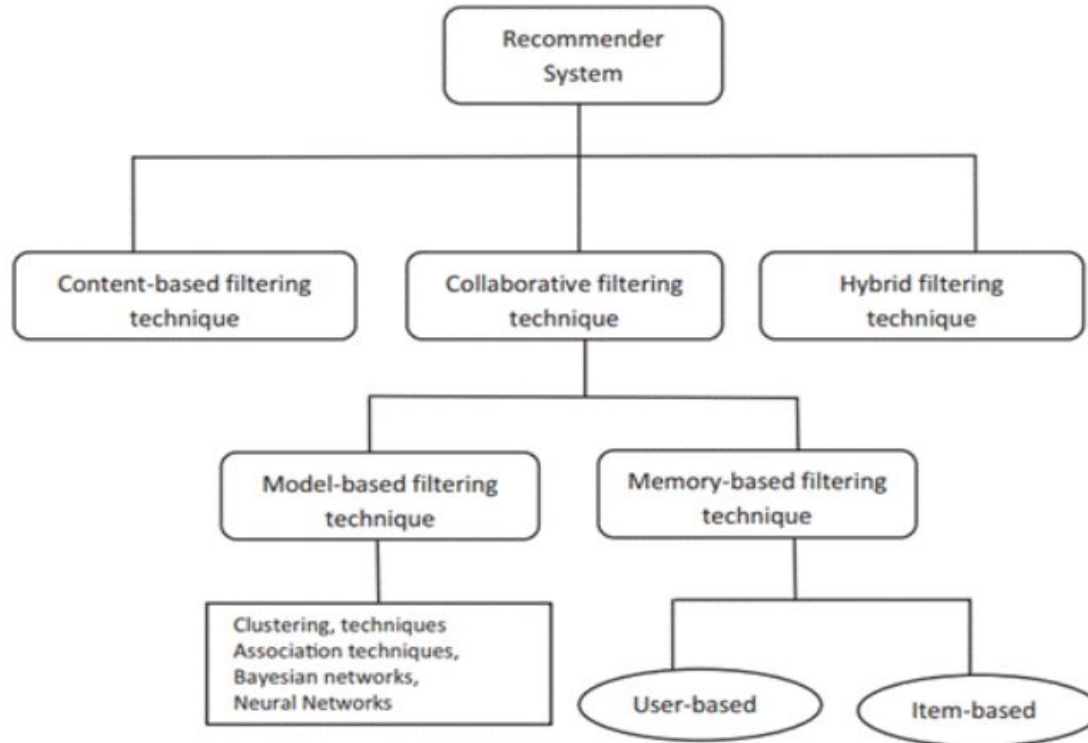 Recommender
System
Content-based filtering
technique
Collaborative filtering
technique
Hybrid filtering
technique
Model-based filtering
technique
Memory-based filtering
technique
Clustering, techniques
Association techniques,
Bayesian networks,
Neural Networks
User-based
Item-based